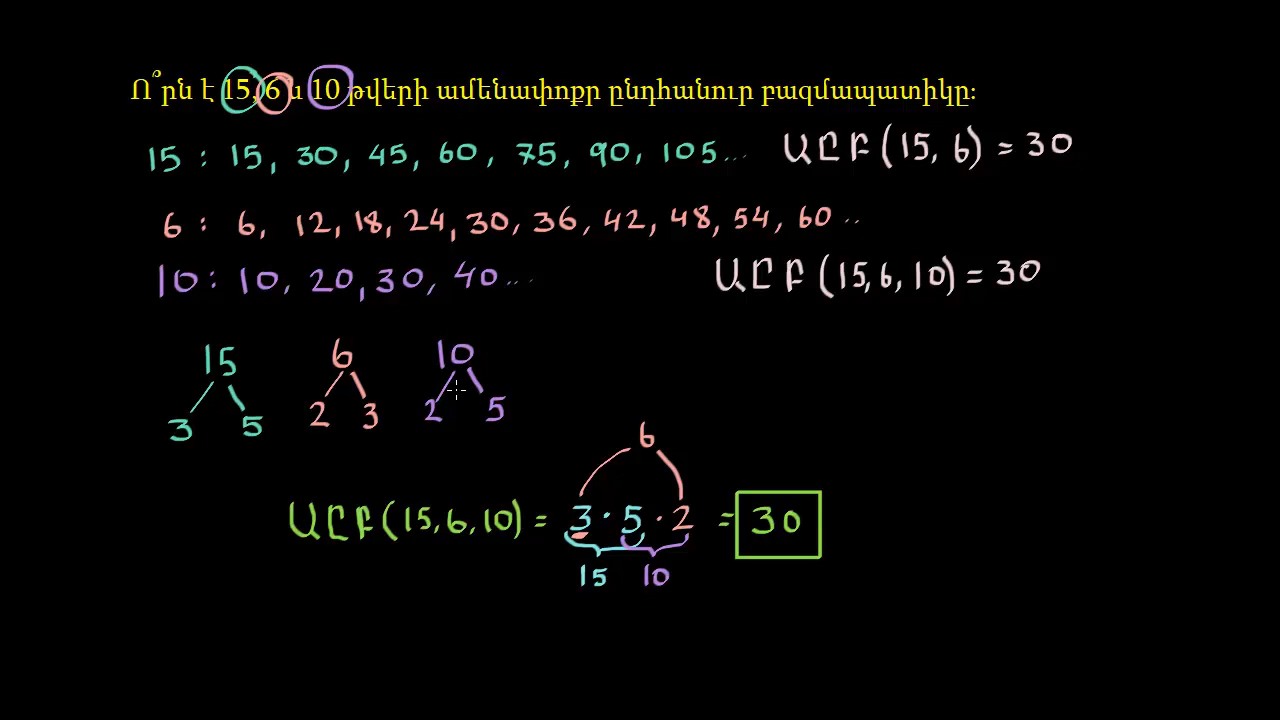 Ո՞րն է 15, 6 և 10 թվերի ամենափոքր ընդհանուր բազմապատիկը։
15 : 15, 30, 45, 60, 75, 90, 105...
ԱԸԲ(15, 6) = 30
6 : 6, 12, 18, 24, 30, 36, 42, 48, 54, 60..
10 : 10, 20, 30, 40...
ԱԸԲ(15, 6, 10) = 30
15 6 10
3 5 2 3 2 5
6
ԱԸԲ(15, 6, 10) = 3 · 5 · 2 = 30
15 10